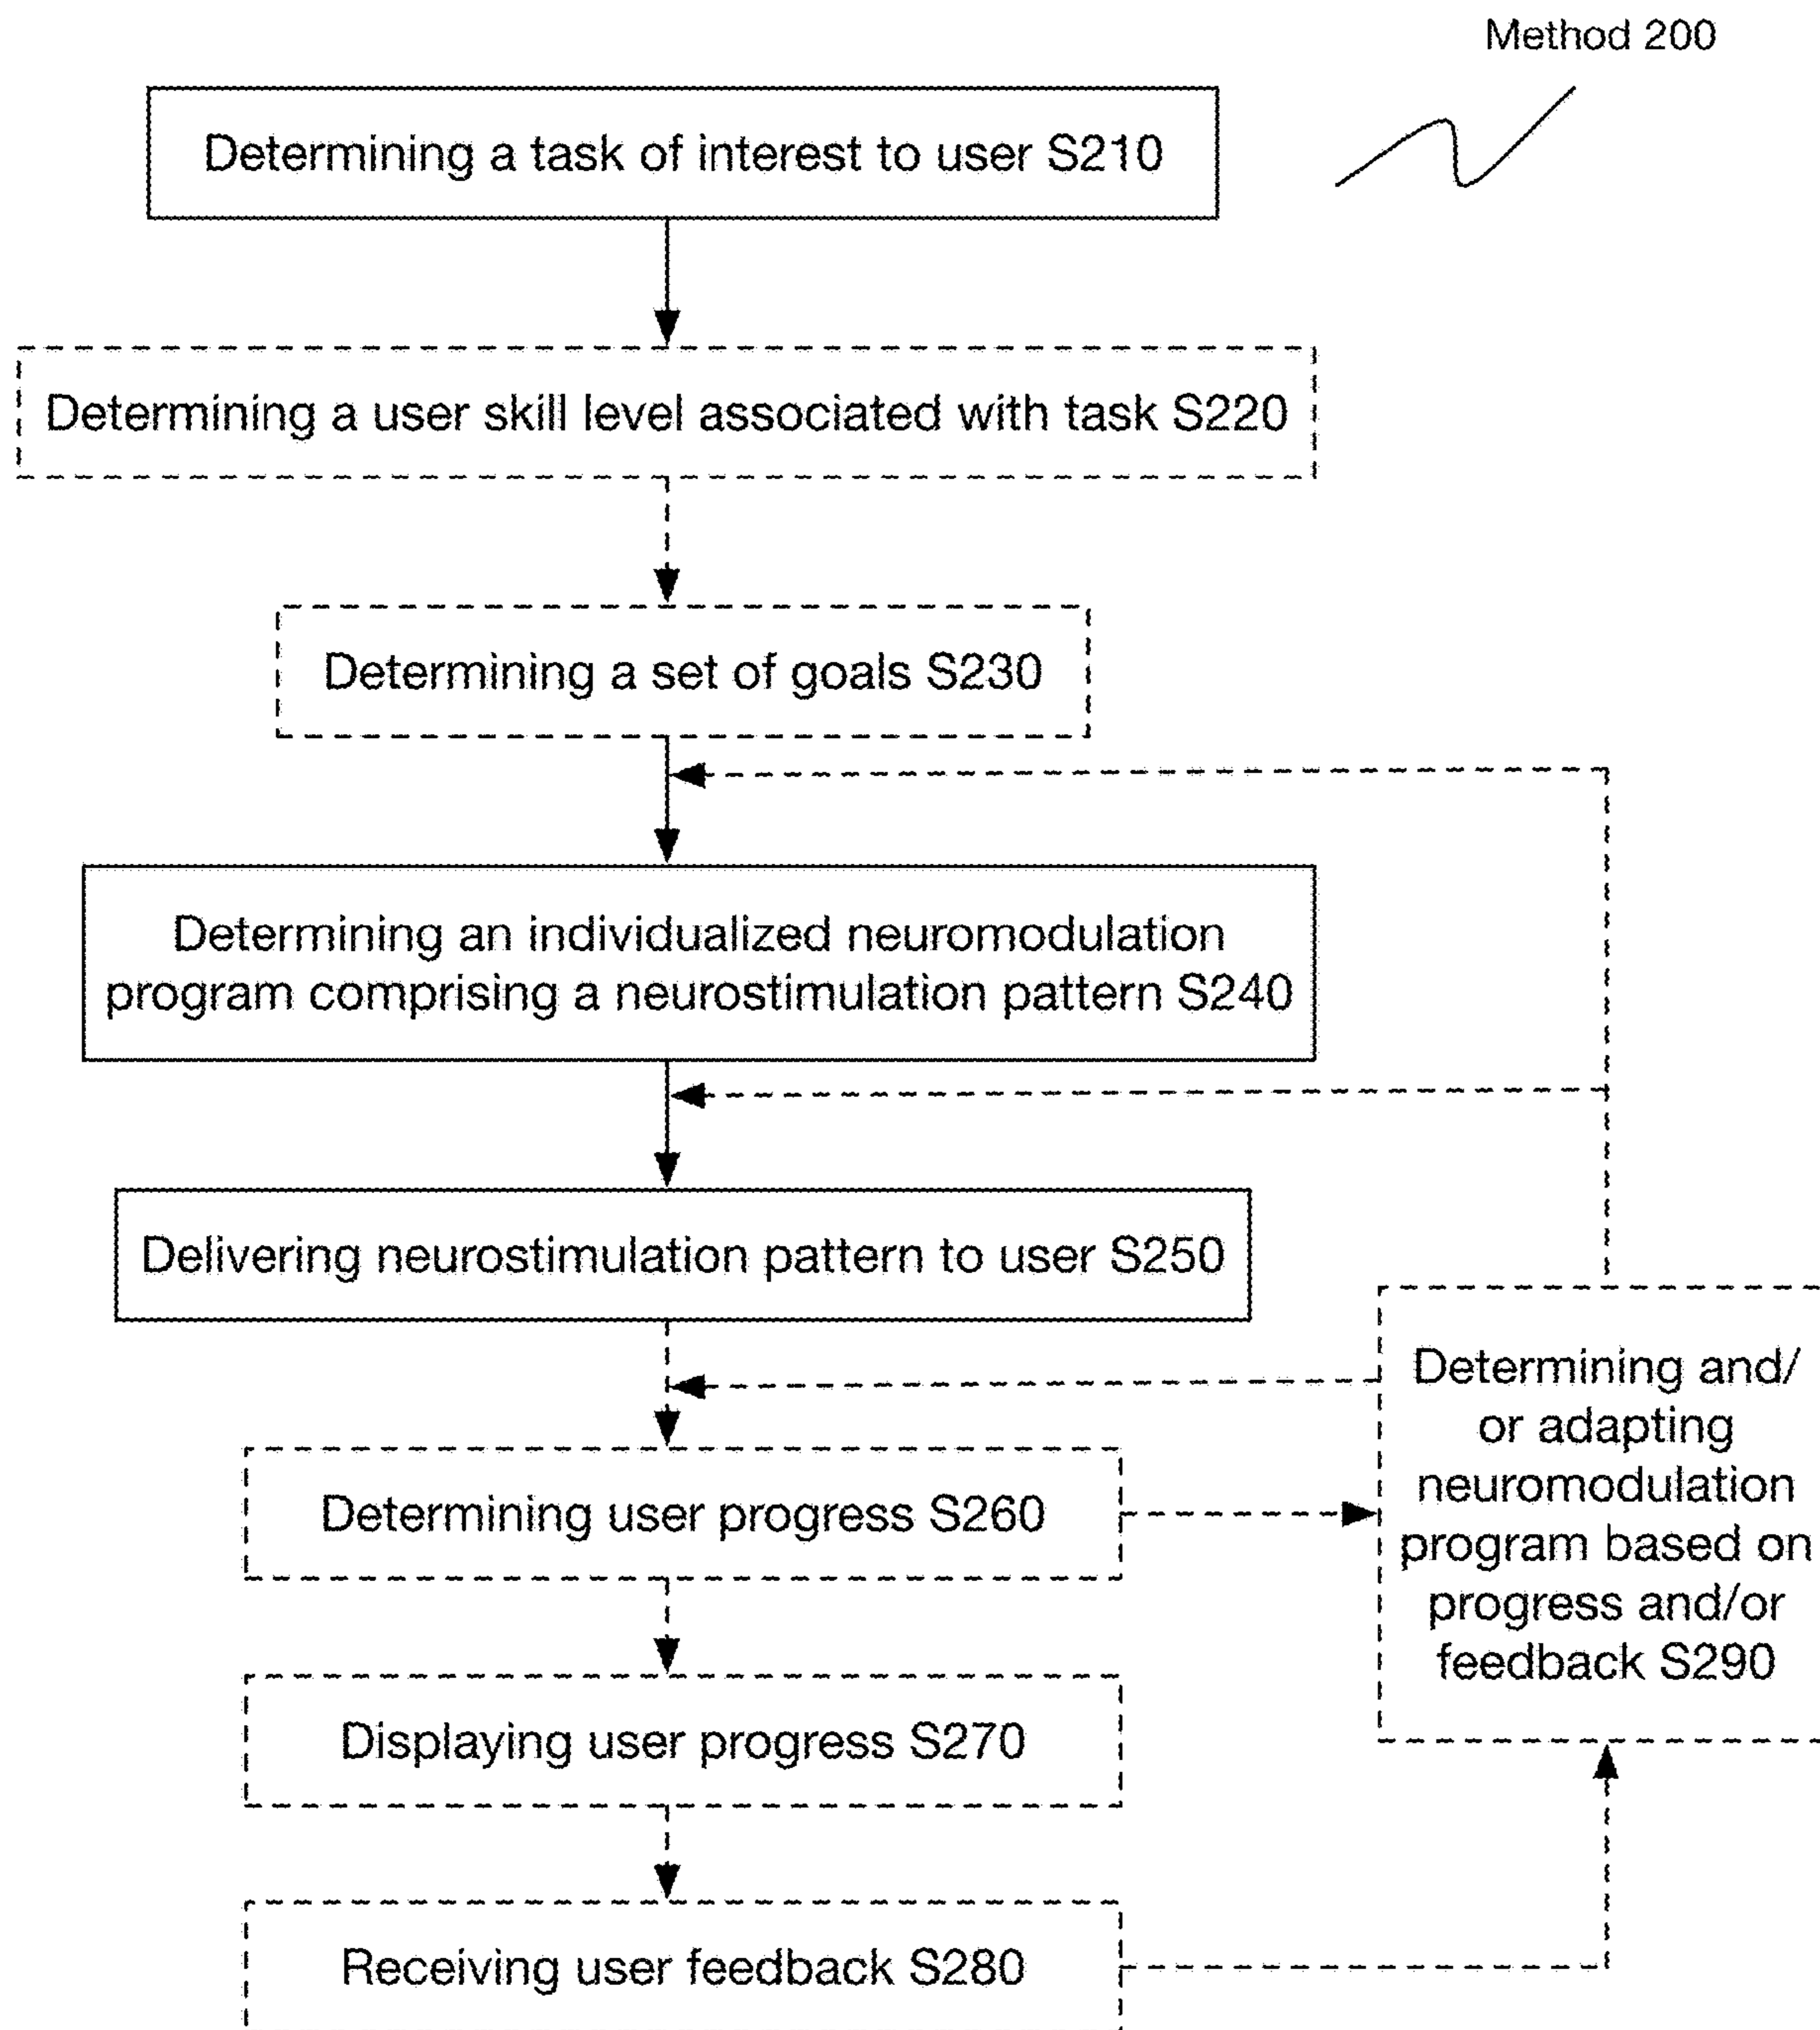 Method 200
Determining a task of interest to user S210
Determining a user skill level associated with task S220
Determining a set of goals S230
Determining an individualized neuromodulation
program comprising a neurostimulation pattern S240
Delivering neurostimulation pattern to user S250
Determining and/
or adapting
neuromodulation
program based on
progress and/or
feedback S290
Determining user progress S260
Displaying user progress S270
Receiving user feedback S280